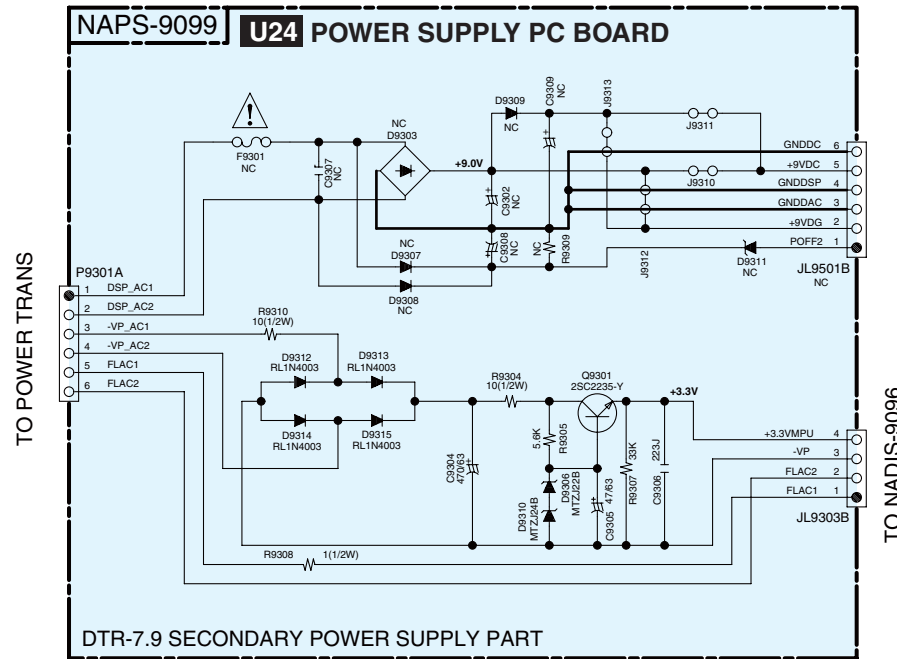 NAPS-9099
U24 POWER SUPPLY PC BOARD
TO POWER TRANS
P9301A
1 DSP_AC1
2 DSP_AC2
3 -VP_AC1
4 -VP_AC2
5 FLAC1
6 FLAC2
F9301
NC
C9307
NC
NC
D9303
+9.0V
D9309
NC
C9309
NC
J9313
J9311
J9310
J9312
C9302
NC
C9308
NC
NC
R9309
NC
D9307
D9308
NC
D9311
NC
GNDDC 6
+9VDC 5
GNDDSP 4
GNDDAC 3
+9VDG 2
POFF2 1
JL9501B
NC
R9310
10(1/2W)
D9312
RL1N4003
D9313
RL1N4003
D9314
RL1N4003
D9315
RL1N4003
R9304
10(1/2W)
Q9301
2SC2235-Y
+3.3V
C9304
470/63
5.6K
R9305
D9310
MTZJ24B
D9306
MTZJ22B
47/63
C9305
33K
R9307
223J
C9306
R9308 1(1/2W)
+3.3VMPU 4
-VP 3
FLAC2 2
FLAC1 1
JL9303B
TO NADIS-9096
DTR-7.9 SECONDARY POWER SUPPLY PART